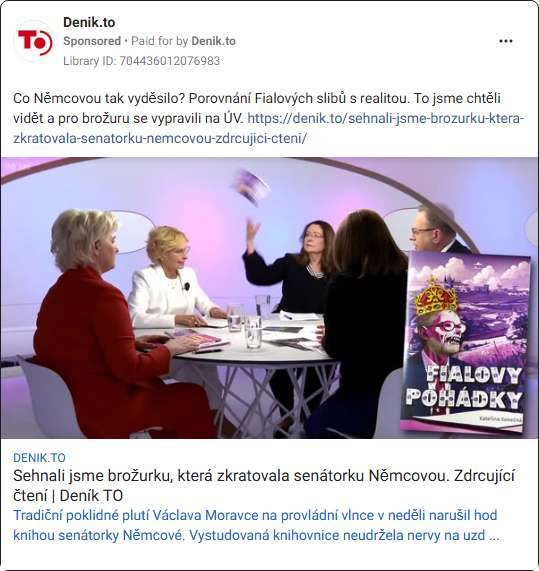 Denik.to
Sponsored • Paid for by Denik.to
Library ID: 704436012076983
TO
Co Němcovou tak vyděsilo? Porovnání Fialových slibů s realitou. To jsme chtěli
vidět a pro brožuru se vypravili na ÚV. https://denik.to/sehnali-jsme-brozurku-ktera-
zkratovala-senatorku-nemcovou-zdrcujici-cteni/
FIALOVY
POHÁDKY
Kateřina Konečná
DENIK.TO
Sehnali jsme brožurku, která zkratovala senátorku Němcovou. Zdrcující
čtení | Deník TO
Tradiční poklidné plutí Václava Moravce na provládní vlnce v neděli narušil hod
knihou senátorky Němcové. Vystudovaná knihovnice neudržela nervy na uzd ...